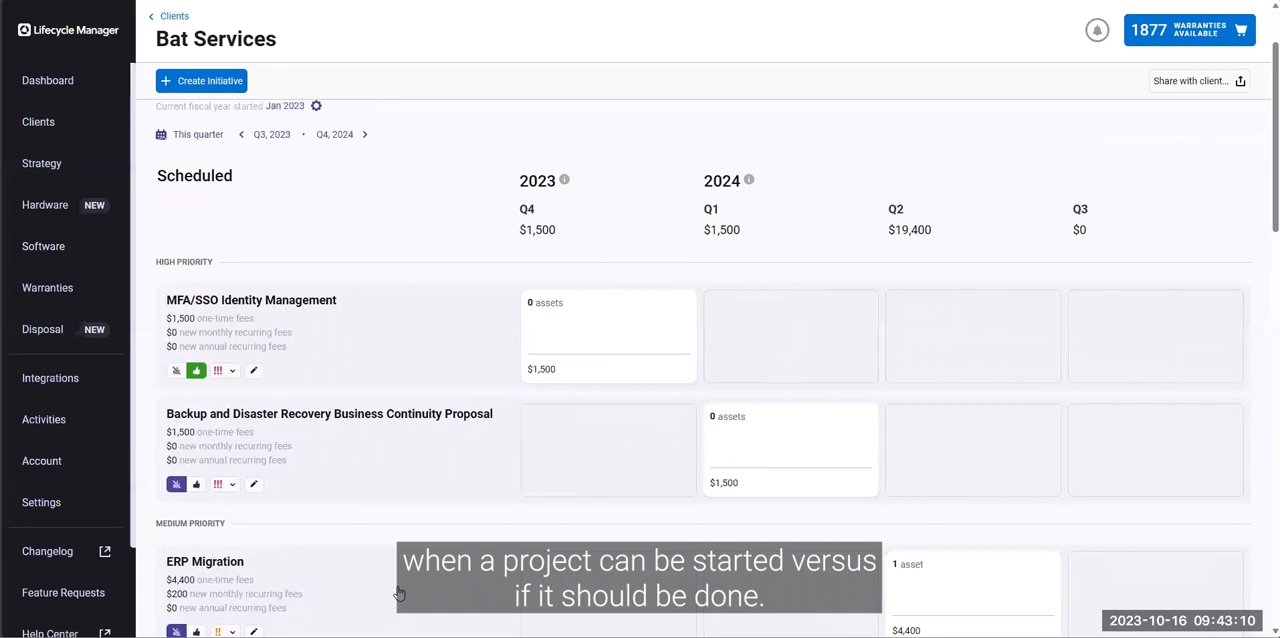 Lifecycle Manager
Dashboard
Clients
Strategy
Hardware NEW
Software
Warranties
Disposal NEW
Integrations
Activities
Account
Settings
Changelog
Feature Requests
Help Center
Clients
Bat Services
1877 WARRANTIES AVAILABLE
Create Initiative
Share with client...
Current fiscal year started Jan 2023
This quarter Q3, 2023 · Q4, 2024
Scheduled
2023 2024
Q4 Q1 Q2 Q3
$1,500 $1,500 $19,400 $0
HIGH PRIORITY
MFA/SSO Identity Management
$1,500 one-time fees
$0 new monthly recurring fees
$0 new annual recurring fees
!!!
0 assets
$1,500
Backup and Disaster Recovery Business Continuity Proposal
$1,500 one-time fees
$0 new monthly recurring fees
$0 new annual recurring fees
!!!
0 assets
$1,500
MEDIUM PRIORITY
ERP Migration
$4,400 one-time fees
$200 new monthly recurring fees
$0 new annual recurring fees
!!
1 asset
$4,400
when a project can be started versus
if it should be done.
2023-10-16 09:43:10